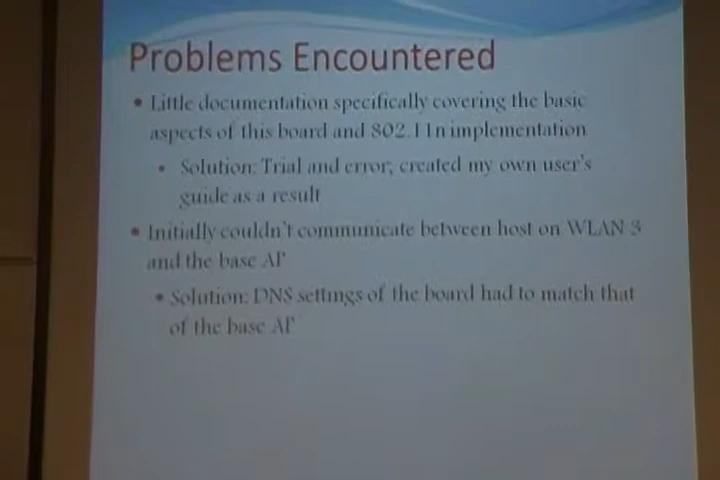 Problems Encountered
Little documentation specifically covering the basic
aspects of this board and 802.11n implementation
Solution: Trial and error; created my own user's
guide as a result
Initially couldn't communicate between host on WLAN 3
and the base AP
Solution: DNS settings of the board had to match that
of the base AP